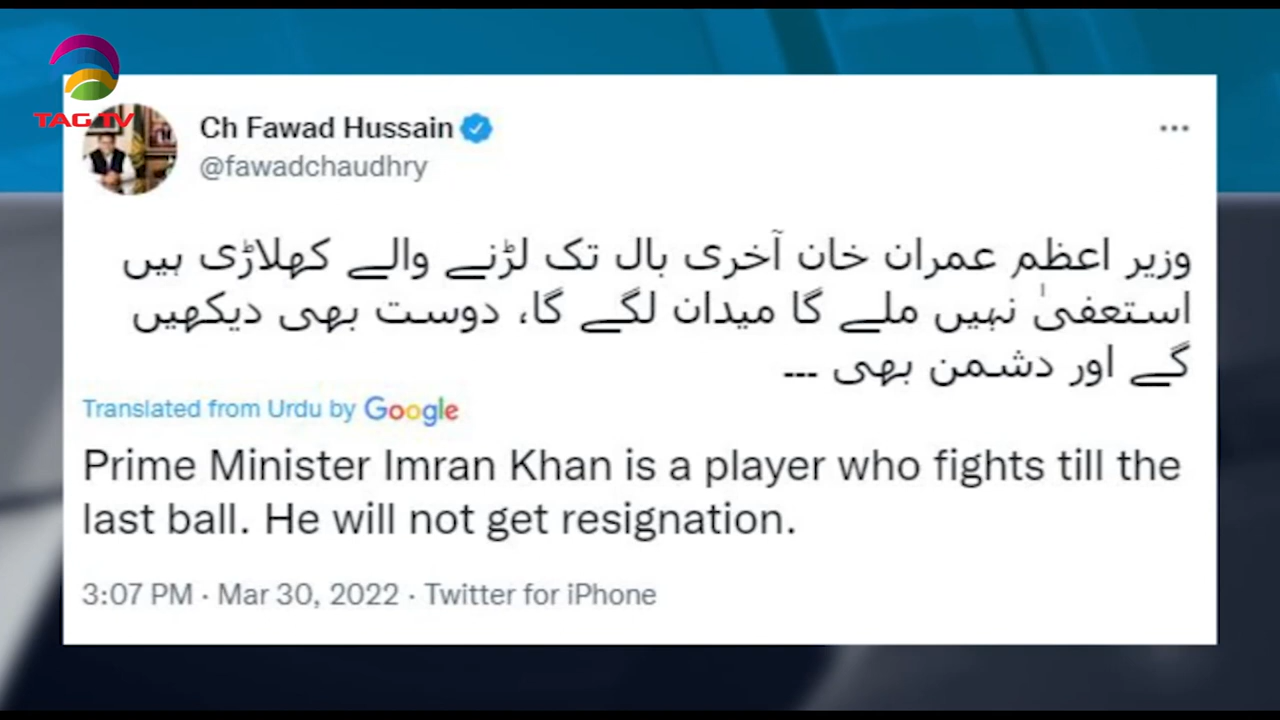 TAG TV
Ch Fawad Hussain
@fawadchaudhry
وزیر اعظم عمران خان آخری بال تک لڑنے والے کھلاڑی ہیں
استعفیٰ نہیں ملے گا میدان لگے گا، دوست بھی دیکھیں
گے اور دشمن بھی ---
Translated from Urdu by Google
Prime Minister Imran Khan is a player who fights till the
last ball. He will not get resignation.
3:07 PM · Mar 30, 2022 · Twitter for iPhone